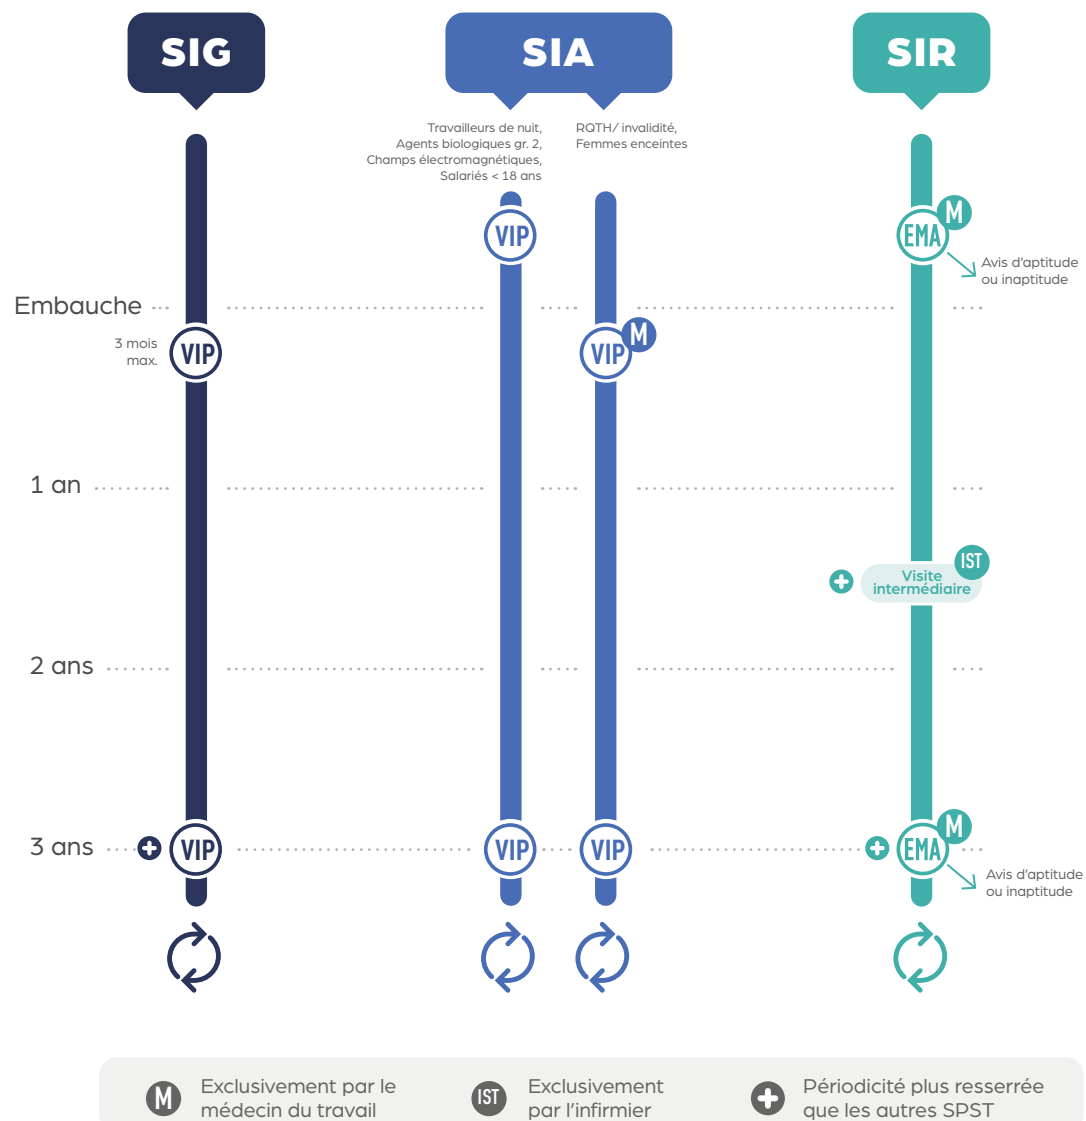 SIG
SIA
SIR
Travailleurs de nuit,
Agents biologiques gr. 2,
Champs électromagnétiques,
Salariés < 18 ans
RQTH/ invalidité,
Femmes enceintes
VIP
EMA
M
Avis d'aptitude
ou inaptitude
Embauche
3 mois
max.
VIP
VIP
M
1 an
IST
+
Visite
intermédiaire
2 ans
3 ans
+
VIP
VIP
VIP
+
EMA
M
Avis d'aptitude
ou inaptitude
M
Exclusivement par le
médecin du travail
IST
Exclusivement
par l'infirmier
+
Périodicité plus resserrée
que les autres SPST